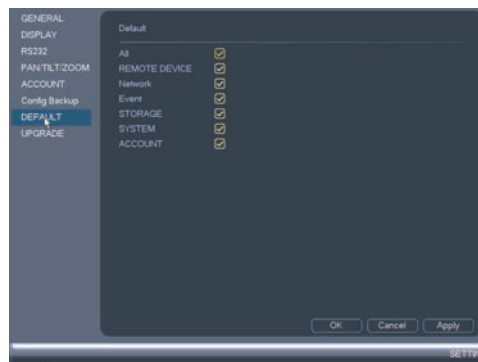 GENERAL
DISPLAY
RS232
PAN/TILT/ZOOM
ACCOUNT
Config Backup
DEFAULT
UPGRADE
Default
All
REMOTE DEVICE
Network
Event
STORAGE
SYSTEM
ACCOUNT
OK Cancel Apply